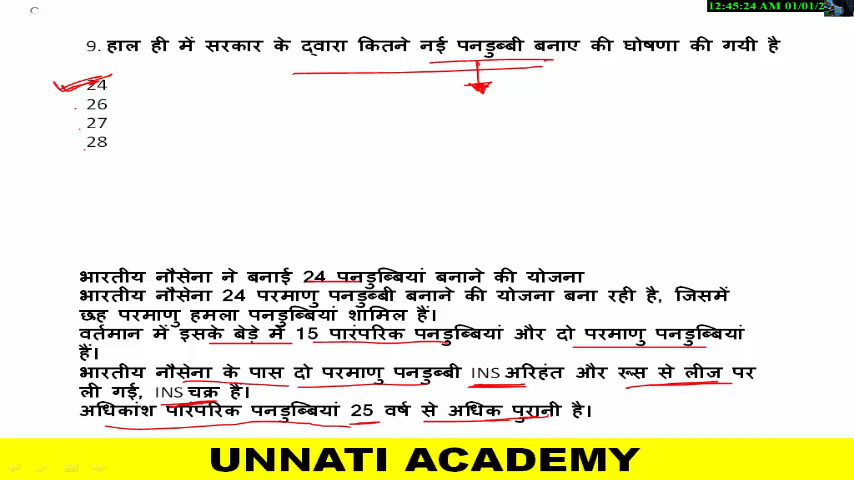 12:45:24 AM 01/01/2
9. हाल ही में सरकार के द्वारा कितने नई पनडुब्बी बनाए की घोषणा की गयी है
24
26
27
28
भारतीय नौसेना ने बनाई 24 पनडुब्बियां बनाने की योजना
भारतीय नौसेना 24 परमाणु पनडुब्बी बनाने की योजना बना रही है, जिसमें
छह परमाणु हमला पनडुब्बियां शामिल हैं।
वर्तमान में इसके बेड़े में 15 पारंपरिक पनडुब्बियां और दो परमाणु पनडुब्बियां
हैं।
भारतीय नौसेना के पास दो परमाणु पनडुब्बी INS अरिहंत और रूस से लीज पर
ली गई, INS चक्र है।
अधिकांश पारंपरिक पनडुब्बियां 25 वर्ष से अधिक पुरानी है।
UNNATI ACADEMY